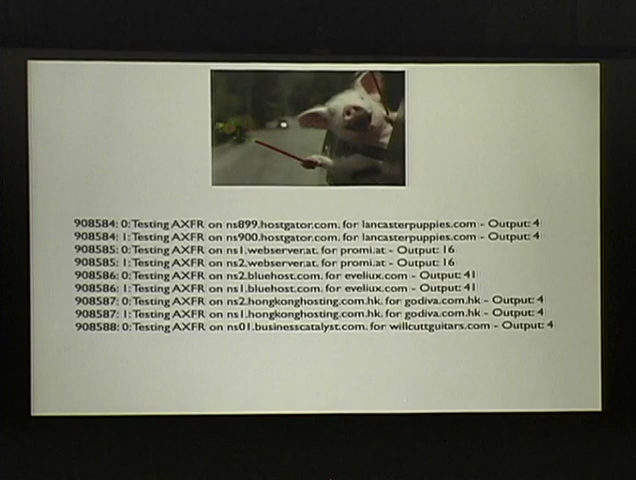 908584: 0: Testing AXFR on ns899.hostgator.com. for lancasterpuppies.com - Output: 4
908584: 1: Testing AXFR on ns900.hostgator.com. for lancasterpuppies.com - Output: 4
908585: 0: Testing AXFR on ns1.webserver.at. for promi.at - Output: 16
908585: 1: Testing AXFR on ns2.webserver.at. for promi.at - Output: 16
908586: 0: Testing AXFR on ns2.bluehost.com. for eveliux.com - Output: 41
908586: 1: Testing AXFR on ns1.bluehost.com. for eveliux.com - Output: 41
908587: 0: Testing AXFR on ns2.hongkonghosting.com.hk. for godiva.com.hk - Output: 4
908587: 1: Testing AXFR on ns1.hongkonghosting.com.hk. for godiva.com.hk - Output: 4
908588: 0: Testing AXFR on ns01.businesscatalyst.com. for willcuttguitars.com - Output: 4